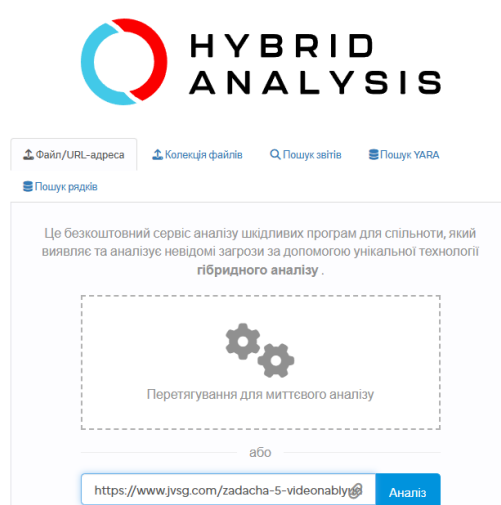 HYBRID
ANALYSIS
Файл/URL-адреса Колекція файлів Пошук звітів Пошук YARA
Пошук рядків
Це безкоштовний сервіс аналізу шкідливих програм для спільноти, який
виявляє та аналізує невідомі загрози за допомогою унікальної технології
гібридного аналізу .
Перетягування для миттєвого аналізу
або
https://www.jvsg.com/zadacha-5-videonablyud Аналіз